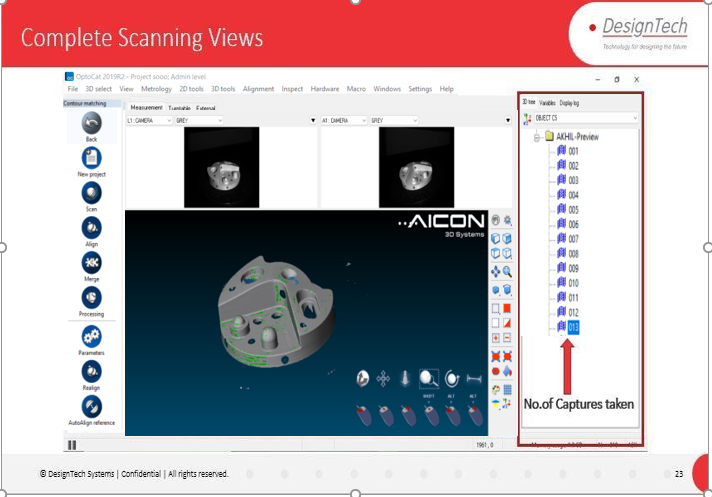 Complete Scanning Views
DesignTech
Technology for designing the future
OptoCat 2019R2 - Project sooo; Admin level
File 3D select View Metrology 2D tools 3D tools Alignment Inspect Hardware Macro Windows Settings Help
Contour matching
Back
New project
Scan
Align
Merge
Processing
Parameters
Realign
AutoAlign reference
Measurement Turntable External
L1: CAMERA GREY
A1: CAMERA GREY
AICON
3D Systems
SHIFT ALT ALT
1961, 0
3D tree Variables Display log
OBJECT CS
AKHIL-Preview
001
002
003
004
005
006
007
008
009
010
011
012
013
No.of Captures taken
© DesignTech Systems | Confidential | All rights reserved.
23